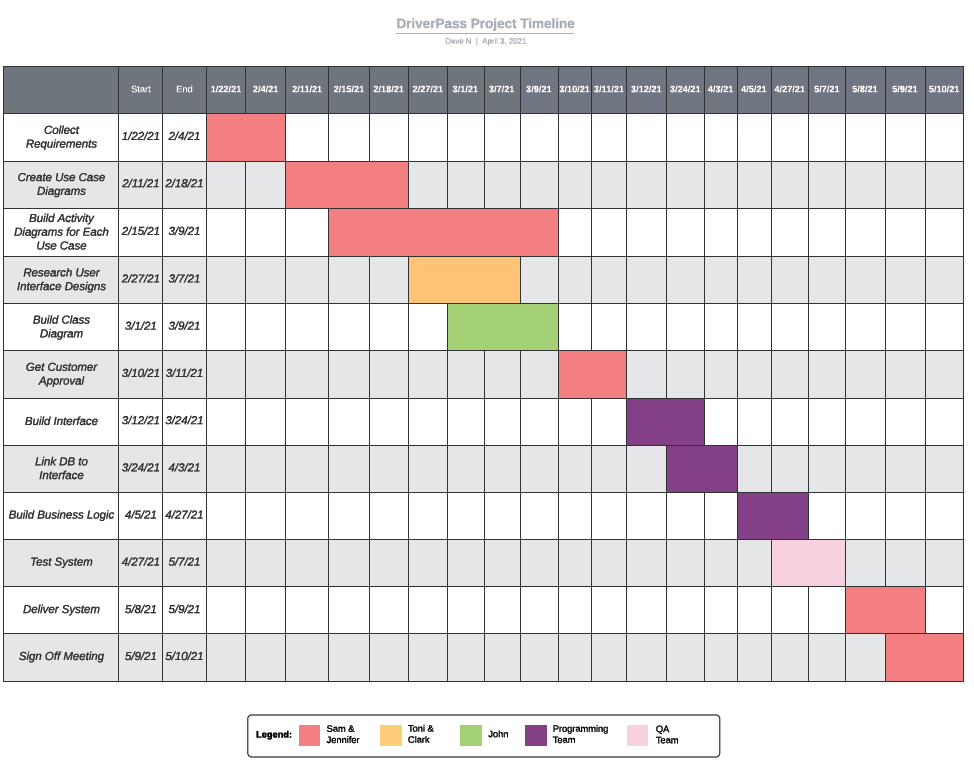 DriverPass Project Timeline
Dave N | April 3, 2021
Start End 1/22/21 2/4/21 2/11/21 2/15/21 2/18/21 2/27/21 3/1/21 3/7/21 3/9/21 3/10/21 3/11/21 3/12/21 3/24/21 4/3/21 4/5/21 4/27/21 5/7/21 5/8/21 5/9/21 5/10/21
Collect
Requirements
1/22/21 2/4/21
Create Use Case
Diagrams
2/11/21 2/18/21
Build Activity
Diagrams for Each
Use Case
2/15/21 3/9/21
Research User
Interface Designs
2/27/21 3/7/21
Build Class
Diagram
3/1/21 3/9/21
Get Customer
Approval
3/10/21 3/11/21
Build Interface 3/12/21 3/24/21
Link DB to
Interface
3/24/21 4/3/21
Build Business Logic 4/5/21 4/27/21
Test System 4/27/21 5/7/21
Deliver System 5/8/21 5/9/21
Sign Off Meeting 5/9/21 5/10/21
Legend:
Sam &
Jennifer
Toni &
Clark
John
Programming
Team
QA
Team